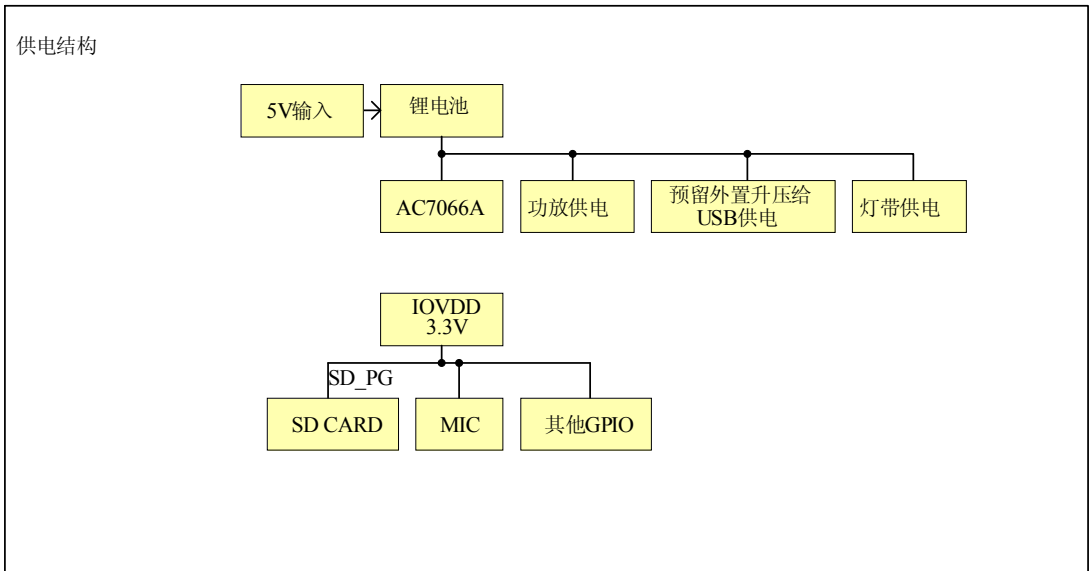 供电结构
5V输入
锂电池
AC7066A
功放供电
预留外置升压给
USB供电
灯带供电
IOVDD
3.3V
SD_PG
SD CARD
MIC
其他GPIO